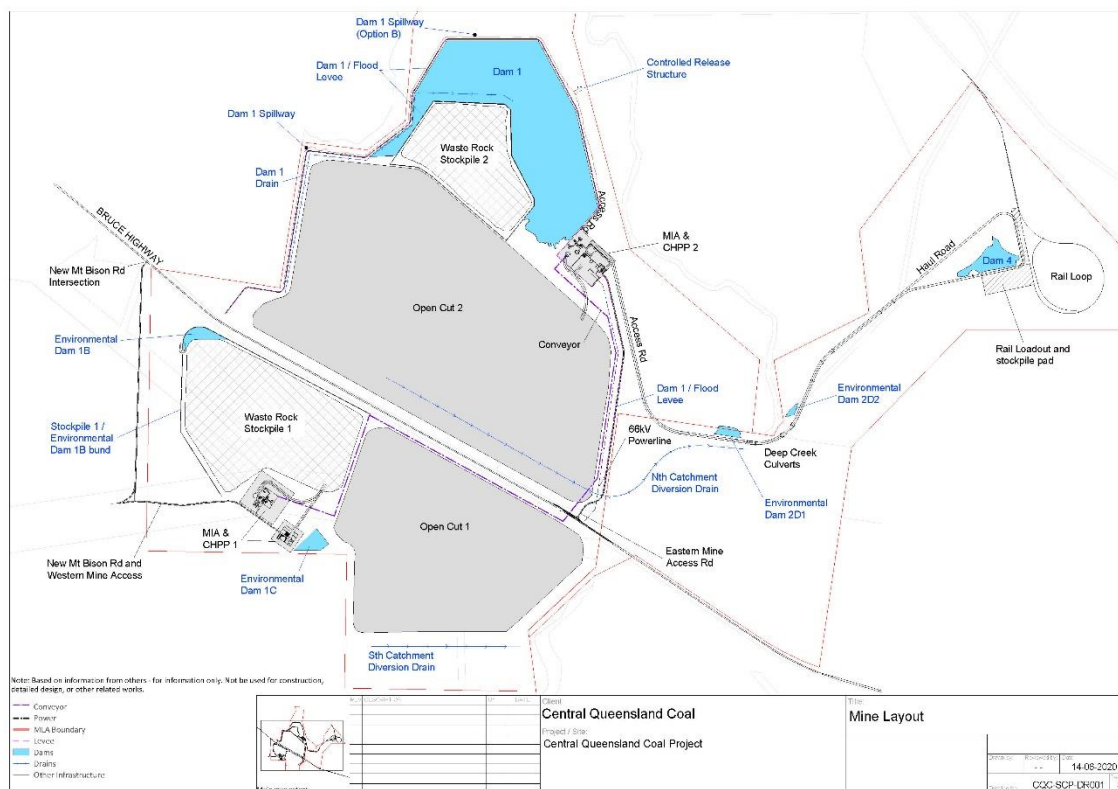 Dam 1 Spillway
(Option B)
Dam 1 / Flood
Levee
Dam 1
Controlled Release
Structure
Dam 1 Spillway
Waste Rock
Stockpile 2
Dam 1
Drain
Access Rd
BRUCE HIGHWAY
MIA &
CHPP 2
New Mt Bison Rd
Intersection
Haul Road
Dam 4
Rail Loop
Open Cut 2
Access Rd
Environmental
Dam 1B
Conveyor
Rail Loadout and
stockpile pad
Dam 1 / Flood
Levee
Environmental
Dam 2D2
Waste Rock
Stockpile 1
Stockpile 1 /
Environmental
Dam 1B bund
66kV
Powerline
Deep Creek
Culverts
Nth Catchment
Diversion Drain
Environmental
Dam 2D1
Open Cut 1
MIA &
CHPP 1
Eastern Mine
Access Rd
New Mt Bison Rd and
Western Mine Access
Environmental
Dam 1C
Sth Catchment
Diversion Drain
Note: Based on information from others - for information only. Not be used for construction,
detailed design, or other related works.
Conveyor
Power
MLA Boundary
Levee
Dams
Drains
Other Infrastructure
Client
Central Queensland Coal
Project / Site:
Central Queensland Coal Project
Title:
Mine Layout
Date:
14-08-2020
CQC-SCP-DR001